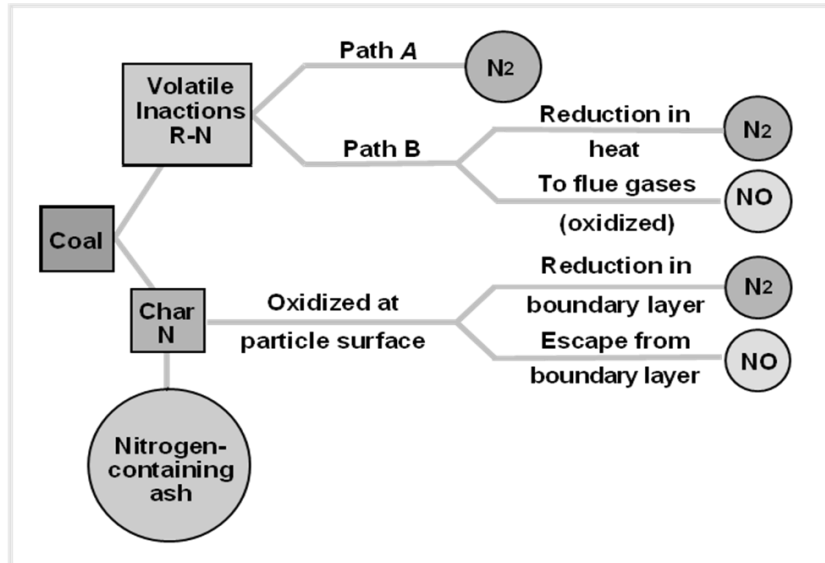 Path A
N2
Volatile
Inactions
R-N
Path B
Reduction in
heat
N2
To flue gases
(oxidized)
NO
Coal
Char
N
Oxidized at
particle surface
Reduction in
boundary layer
N2
Escape from
boundary layer
NO
Nitrogen-
containing
ash